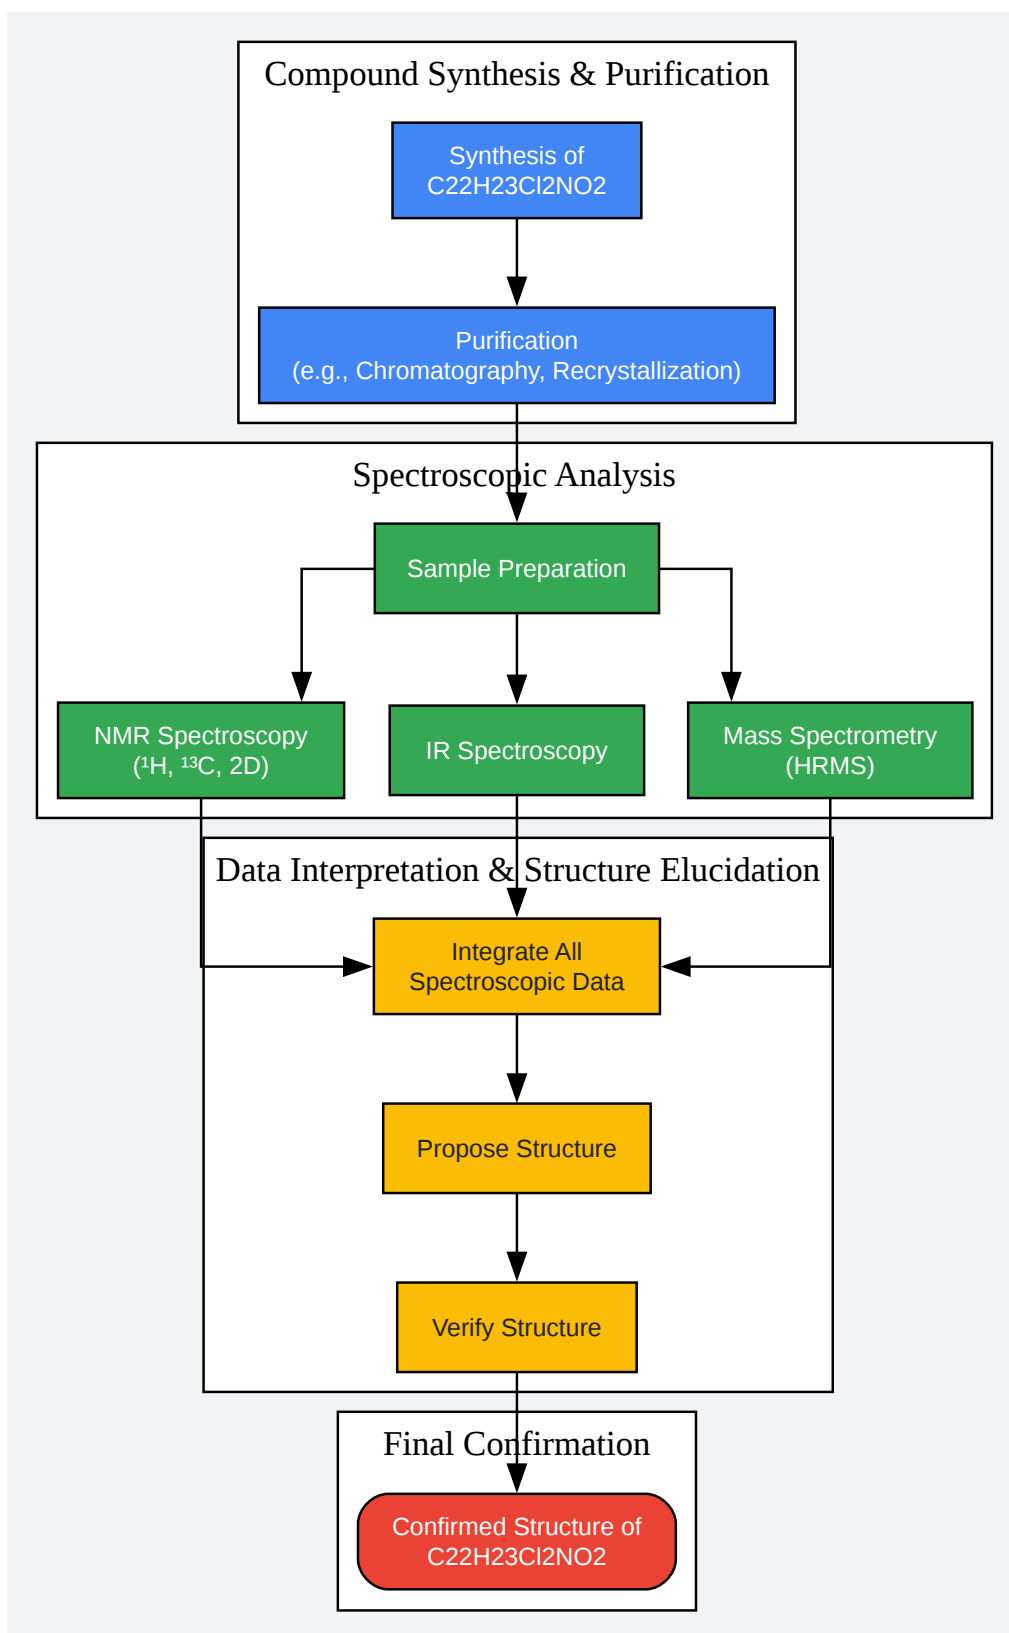 Compound Synthesis & Purification
Synthesis of
C22H23Cl2NO2
Purification
(e.g., Chromatography, Recrystallization)
Spectroscopic Analysis
Sample Preparation
NMR Spectroscopy
(¹H, ¹³C, 2D)
IR Spectroscopy
Mass Spectrometry
(HRMS)
Data Interpretation & Structure Elucidation
Integrate All
Spectroscopic Data
Propose Structure
Verify Structure
Final Confirmation
Confirmed Structure of
C22H23Cl2NO2